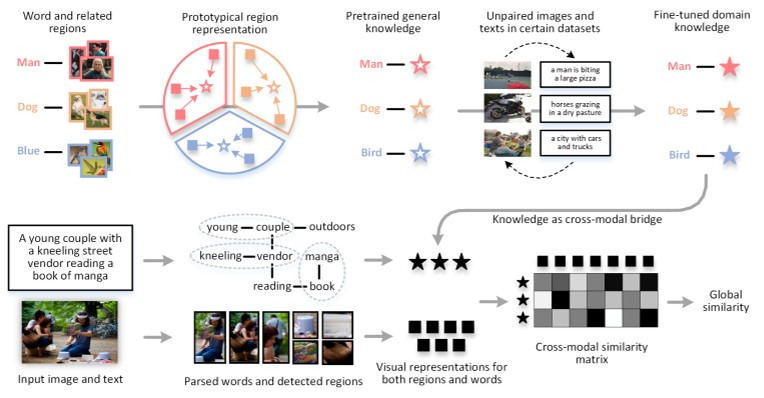 Word and related
regions
Prototypical region
representation
Pretrained general
knowledge
Unpaired images and
texts in certain datasets
Fine-tuned domain
knowledge
Man
Dog
Blue
Man
Dog
Bird
a man is biting
a large pizza
horses grazing
in a dry pasture
a city with cars
and trucks
Man
Dog
Bird
Knowledge as cross-modal bridge
A young couple with
a kneeling street
vendor reading a
book of manga
young couple outdoors
kneeling vendor manga
reading book
Global
similarity
Cross-modal similarity
matrix
Input image and text
Parsed words and detected regions
Visual representations for
both regions and words